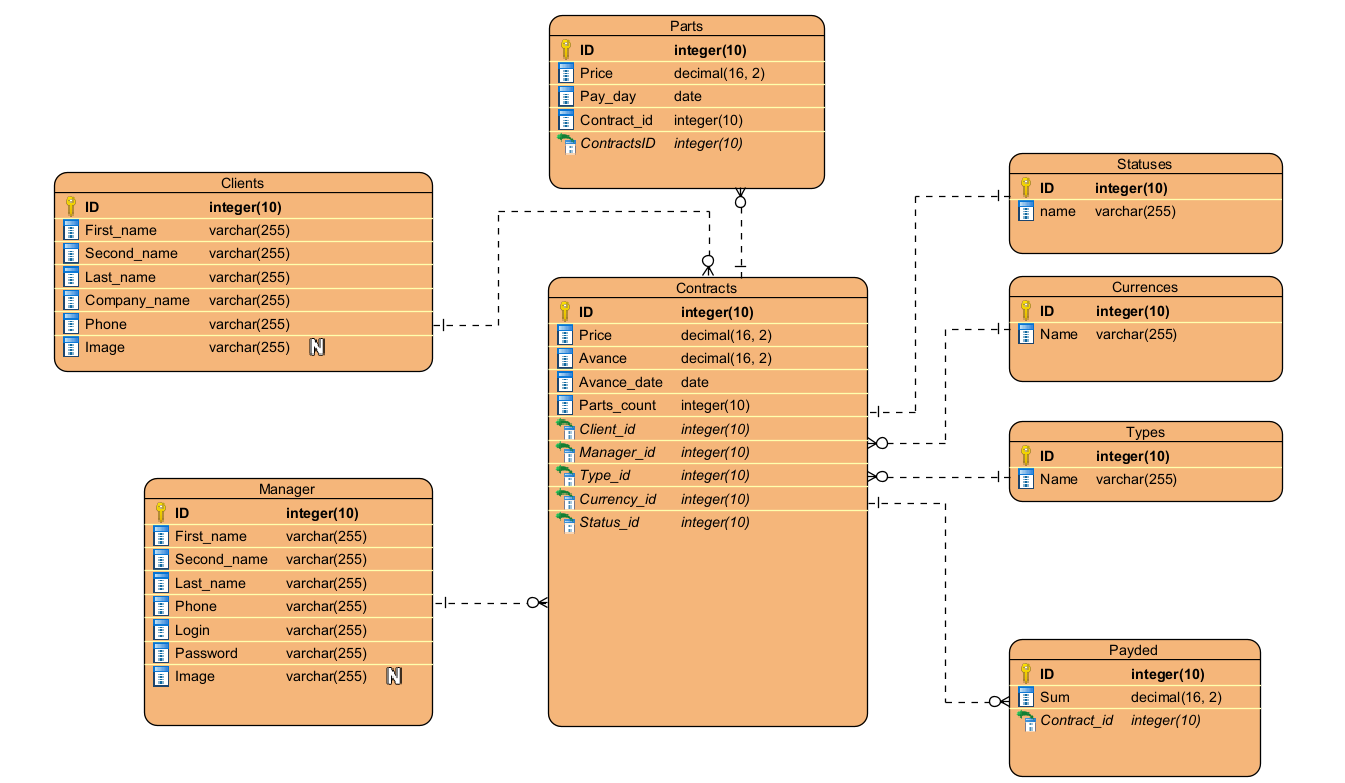 Parts
ID integer(10)
Price decimal(16, 2)
Pay_day date
Contract_id integer(10)
ContractsID integer(10)
Clients
ID integer(10)
First_name varchar(255)
Second_name varchar(255)
Last_name varchar(255)
Company_name varchar(255)
Phone varchar(255)
Image varchar(255) N
Statuses
ID integer(10)
name varchar(255)
Contracts
ID integer(10)
Price decimal(16, 2)
Avance decimal(16, 2)
Avance_date date
Parts_count integer(10)
Client_id integer(10)
Manager_id integer(10)
Type_id integer(10)
Currency_id integer(10)
Status_id integer(10)
Currences
ID integer(10)
Name varchar(255)
Types
ID integer(10)
Name varchar(255)
Manager
ID integer(10)
First_name varchar(255)
Second_name varchar(255)
Last_name varchar(255)
Phone varchar(255)
Login varchar(255)
Password varchar(255)
Image varchar(255) N
Payded
ID integer(10)
Sum decimal(16, 2)
Contract_id integer(10)